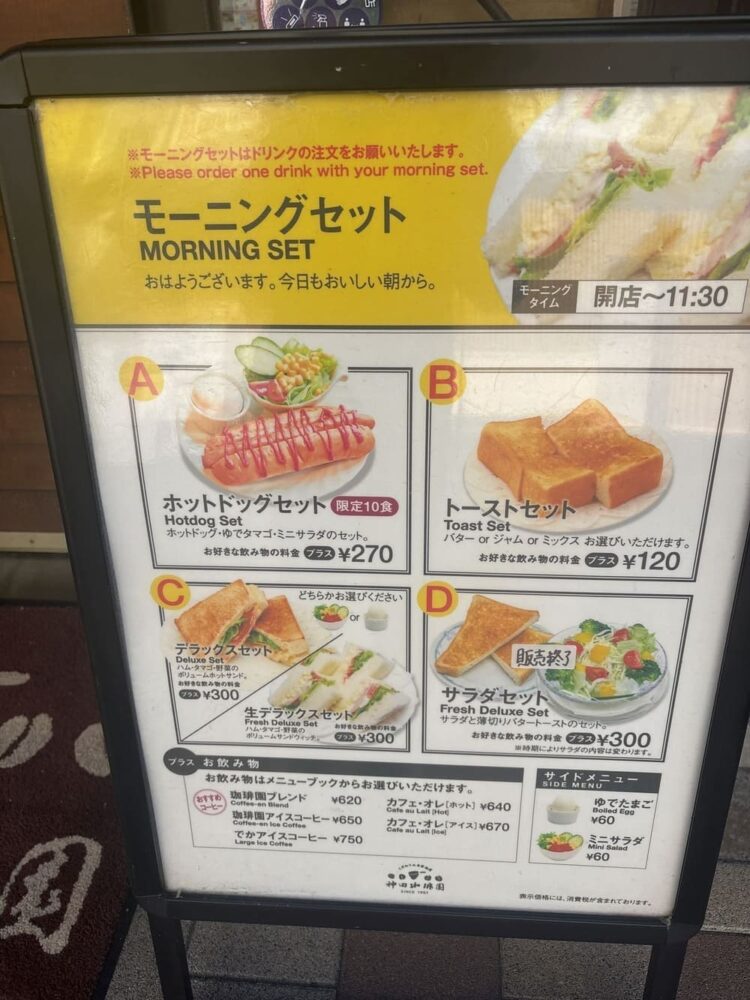 ※モーニングセットはドリンクの注文をお願いいたします。
※Please order one drink with your morning set.
モーニングセット
MORNING SET
おはようございます。今日もおいしい朝から。
モーニング
タイム
開店～11:30
A
ホットドッグセット 限定10食
Hotdog Set
ホットドッグ・ゆでタマゴ・ミニサラダのセット。
お好きな飲み物の料金 プラス ¥270
B
トーストセット
Toast Set
バター or ジャム or ミックス お選びいただけます。
お好きな飲み物の料金 プラス ¥120
C
どちらかお選びください
or
デラックスセット
Deluxe Set
ハム・タマゴ・野菜の
ボリュームホットサンド。
お好きな飲み物の料金
プラス ¥300
生デラックスセット
Fresh Deluxe Set
ハム・タマゴ・野菜の
ボリュームサンドウィッチ。
お好きな飲み物の料金
プラス ¥300
D
販売終了
サラダセット
Fresh Deluxe Set
サラダと薄切りバタートーストのセット。
お好きな飲み物の料金 プラス ¥300
※時期によりサラダの内容は変わります。
プラス お飲み物
お飲み物はメニューブックからお選びいただけます。
おすすめ
コーヒー
珈琲園ブレンド ¥620
Coffee-en Blend
珈琲園アイスコーヒー ¥650
Coffee-en Ice Coffee
でかアイスコーヒー ¥750
Large Ice Coffee
カフェ・オレ[ホット] ¥640
Cafe au Lait [Hot]
カフェ・オレ[アイス] ¥670
Cafe au Lait [Ice]
サイドメニュー
SIDE MENU
ゆでたまご
Boiled Egg
¥60
ミニサラダ
Mini Salad
¥60
神田珈琲園
SINCE 1957
表示価格には、消費税が含まれております。
園